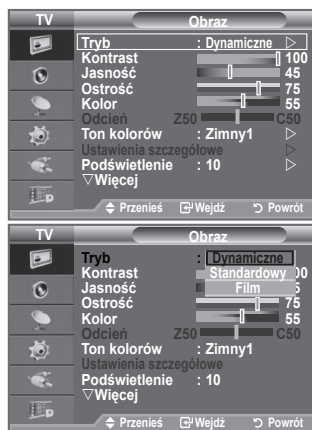 TV Obraz
Tryb : Dynamiczne
Kontrast 100
Jasność 45
Ostrość 75
Kolor 55
Odcień Z50 C50
Ton kolorów : Zimny1
Ustawienia szczegółowe
Podświetlenie : 10
▽Więcej
Przenieś Wejdź Powrót
TV Obraz
Tryb : Dynamiczne
Kontrast Standardowy 00
Jasność Film 5
Ostrość 75
Kolor 55
Odcień Z50 C50
Ton kolorów : Zimny1
Ustawienia szczegółowe
Podświetlenie : 10
▽Więcej
Przenieś Wejdź Powrót